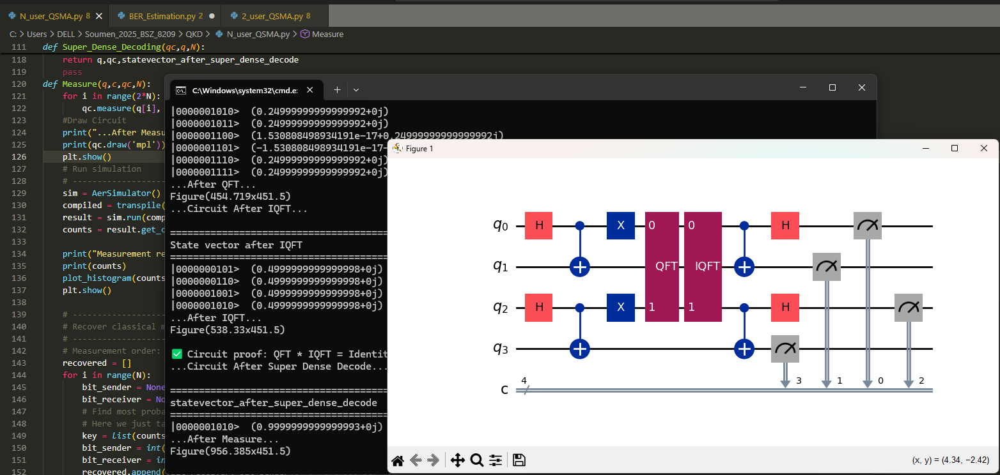 N_user_QSMA.py 8
BER_Estimation.py 2
2_user_QSMA.py 8
C: > Users > DELL > Soumen_2025_BSZ_8209 > QKD > N_user_QSMA.py > Measure
111 def Super_Dense_Decoding(qc,q,N):
118 return q,qc,statevector_after_super_dense_decode
119 pass
120 def Measure(q,c,qc,N):
121 for i in range(2*N):
122 qc.measure(q[i],
123 #Draw Circuit
124 print("...After Measu
125 print(qc.draw('mpl'))
126 plt.show()
127 # Run simulation
128 # --------------------
129 sim = AerSimulator()
130 compiled = transpile(
131 result = sim.run(comp
132 counts = result.get_c
133
134 print("Measurement re
135 print(counts)
136 plot_histogram(counts
137 plt.show()
138
139 # --------------------
140 # Recover classical m
141 # --------------------
142 # Measurement order:
143 recovered = []
144 for i in range(N):
145 bit_sender = None
146 bit_receiver = No
147 # Find most proba
148 # Here we just ta
149 key = list(counts
150 bit_sender = int(
151 bit_receiver = in
152 recovered.append(
C:\Windows\system32\cmd.e:
|0000001010> (0.24999999999999992+0j)
|0000001011> (0.24999999999999992+0j)
|0000001100> (1.530808498934191e-17+0.24999999999999992j)
|0000001101> (-1.530808498934191e-17-
|0000001110> (0.24999999999999992+0j)
|0000001111> (0.24999999999999992+0j)
...After QFT...
Figure(454.719x451.5)
...Circuit After IQFT...
======================================
State vector after IQFT
======================================
|0000000101> (0.4999999999999998+0j)
|0000000110> (0.4999999999999998+0j)
|0000001001> (0.4999999999999998+0j)
|0000001010> (0.4999999999999998+0j)
...After IQFT...
Figure(538.33x451.5)
✅ Circuit proof: QFT * IQFT = Identit
...Circuit After Super Dense Decode...
======================================
statevector_after_super_dense_decode
======================================
|0000001010> (0.9999999999999993+0j)
...After Measure...
Figure(956.385x451.5)
Figure 1
q0 H X 0 0 H
q1 QFT IQFT
q2 H X 1 1 H
q3
c 4 3 1 0 2
(x, y) = (4.34, −2.42)